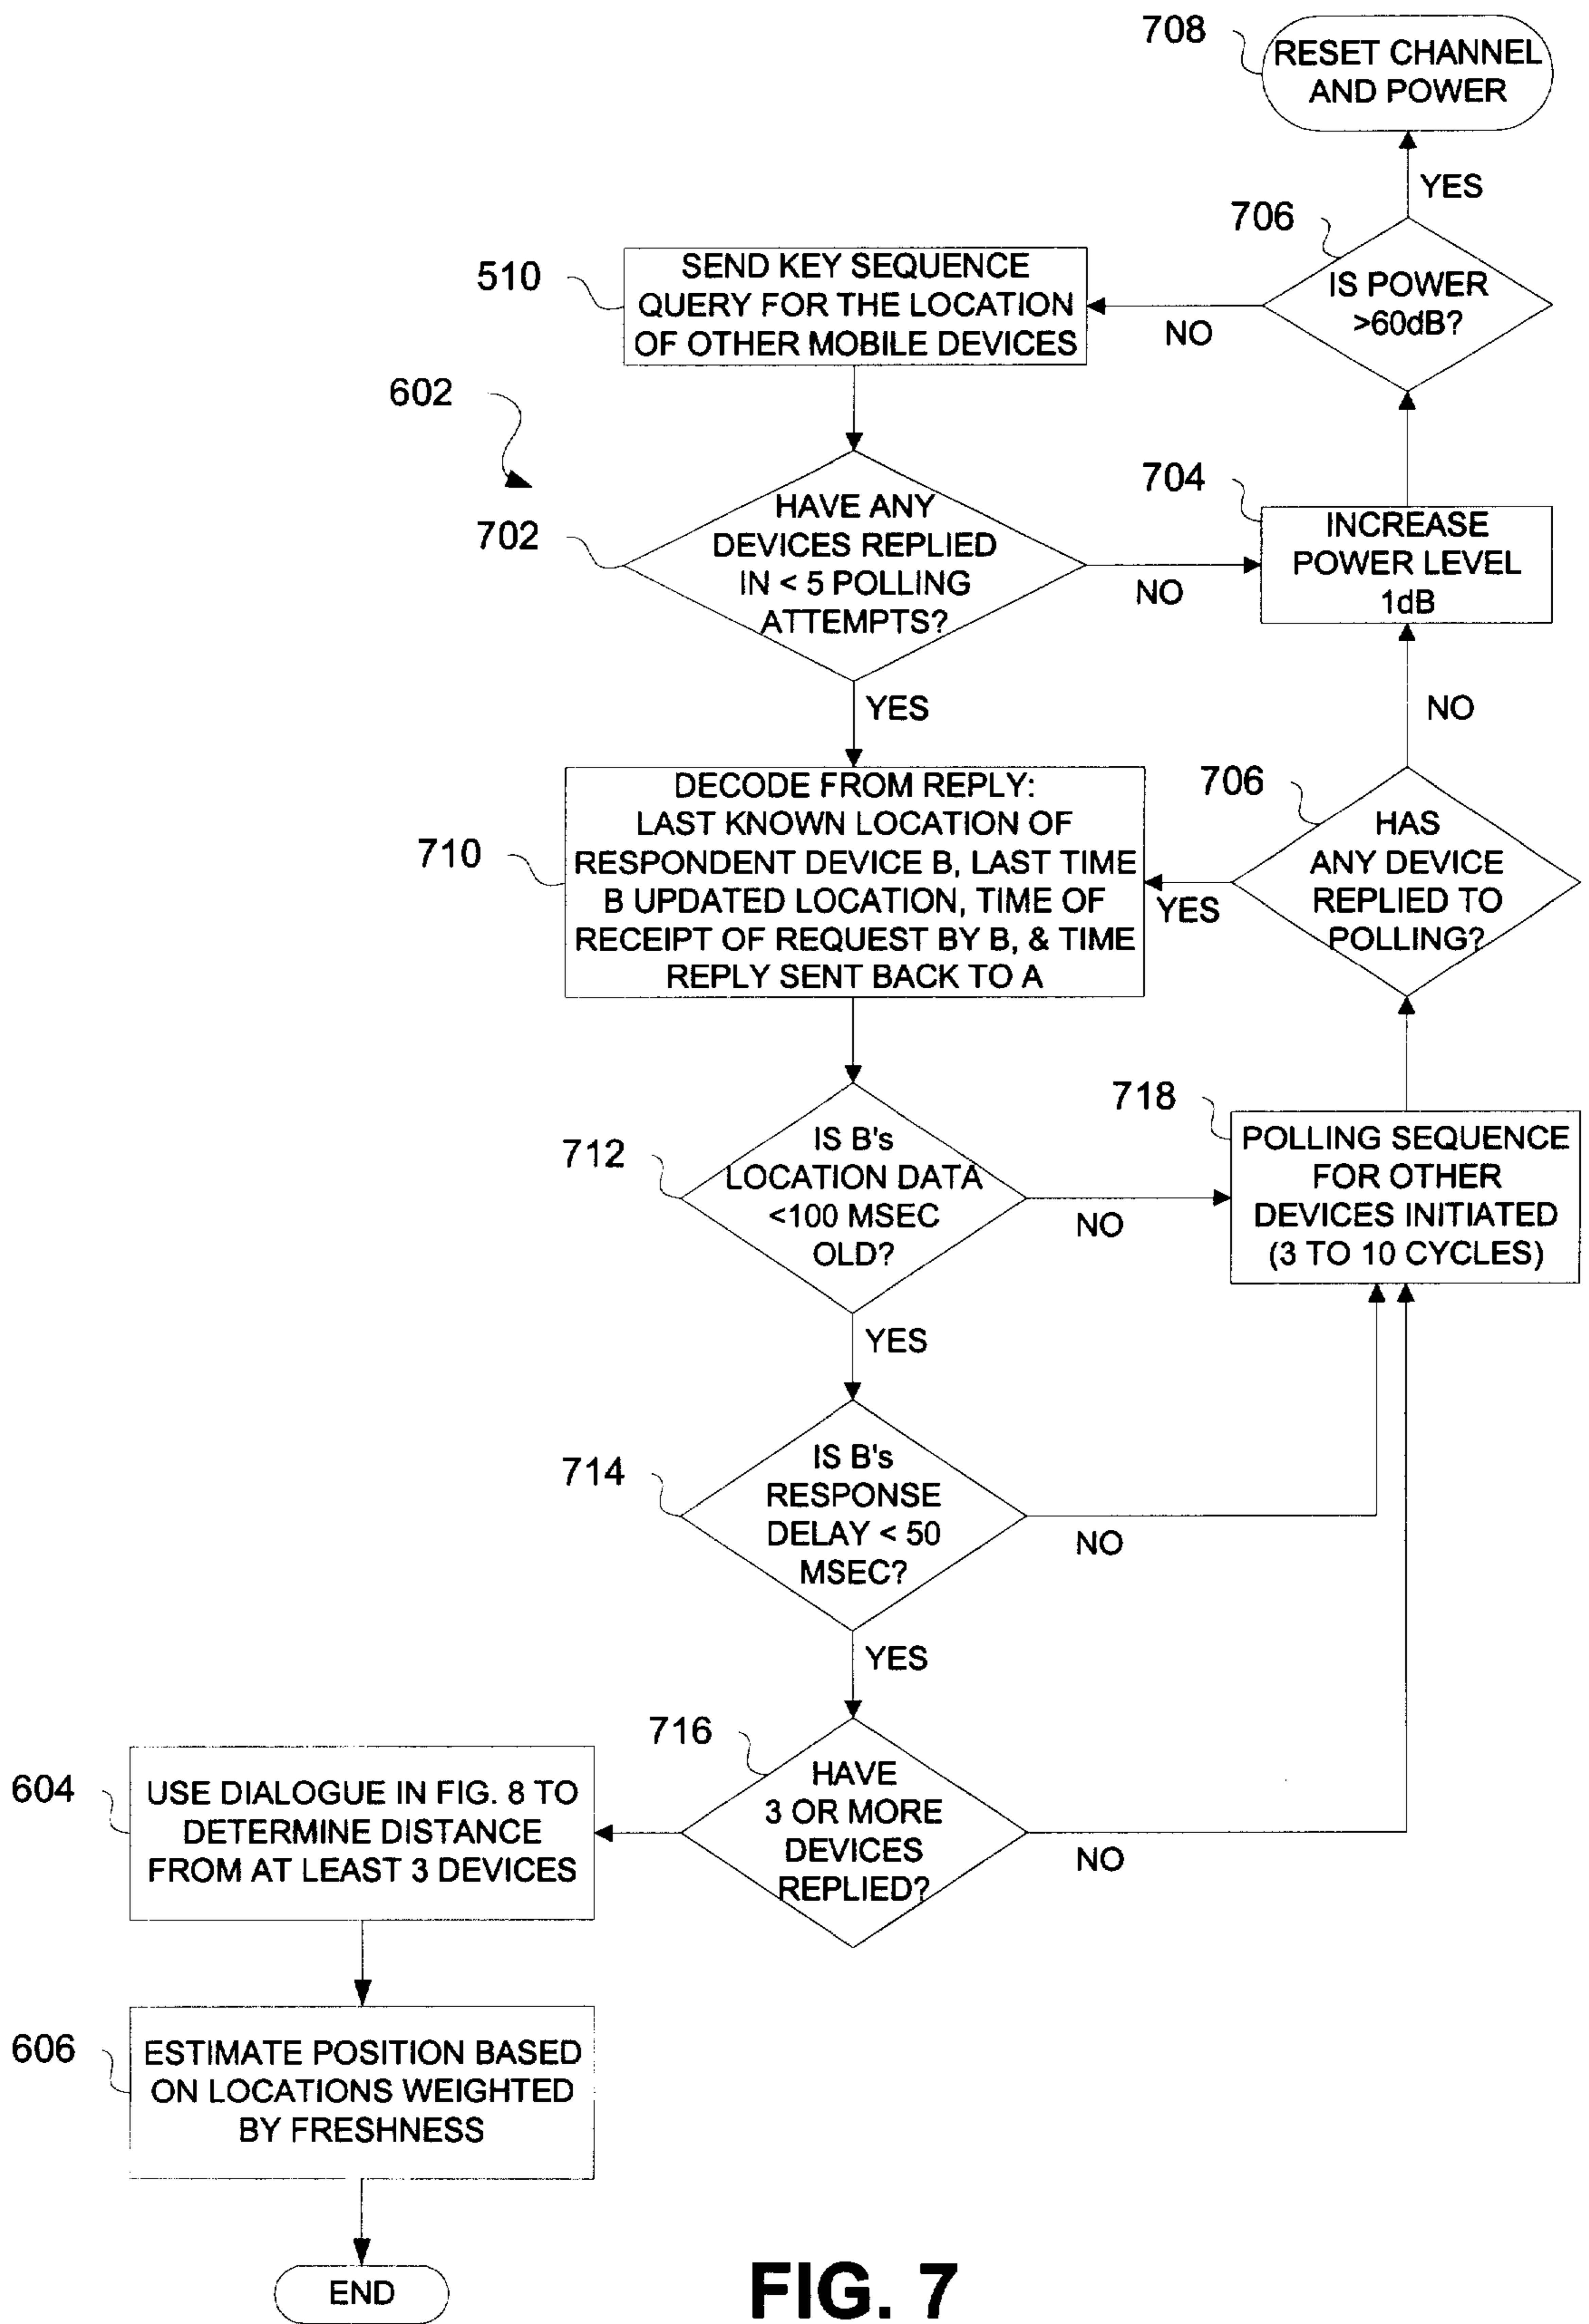 708
RESET CHANNEL
AND POWER
YES
706
IS POWER
>60dB?
NO
510
SEND KEY SEQUENCE
QUERY FOR THE LOCATION
OF OTHER MOBILE DEVICES
602
702
HAVE ANY
DEVICES REPLIED
IN < 5 POLLING
ATTEMPTS?
NO
YES
704
INCREASE
POWER LEVEL
1dB
NO
706
HAS
ANY DEVICE
REPLIED TO
POLLING?
YES
710
DECODE FROM REPLY:
LAST KNOWN LOCATION OF
RESPONDENT DEVICE B, LAST TIME
B UPDATED LOCATION, TIME OF
RECEIPT OF REQUEST BY B, & TIME
REPLY SENT BACK TO A
712
IS B's
LOCATION DATA
<100 MSEC
OLD?
NO
YES
718
POLLING SEQUENCE
FOR OTHER
DEVICES INITIATED
(3 TO 10 CYCLES)
714
IS B's
RESPONSE
DELAY < 50
MSEC?
NO
YES
716
HAVE
3 OR MORE
DEVICES
REPLIED?
NO
604
USE DIALOGUE IN FIG. 8 TO
DETERMINE DISTANCE
FROM AT LEAST 3 DEVICES
606
ESTIMATE POSITION BASED
ON LOCATIONS WEIGHTED
BY FRESHNESS
END
FIG. 7